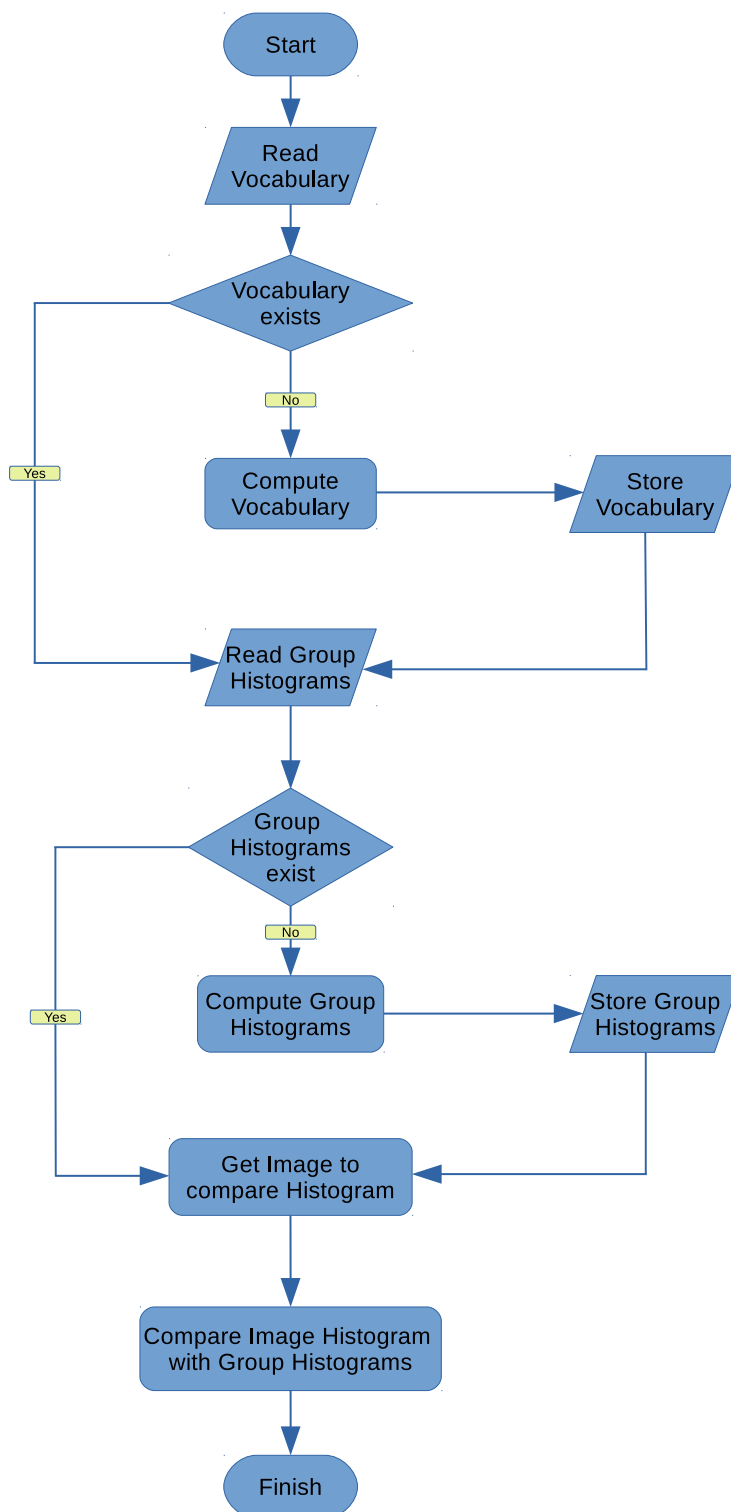 Start
Read
Vocabulary
Vocabulary
exists
No
Yes
Compute
Vocabulary
Store
Vocabulary
Read Group
Histograms
Group
Histograms
exist
No
Compute Group
Histograms
Store Group
Histograms
Yes
Get Image to
compare Histogram
Compare Image Histogram
with Group Histograms
Finish